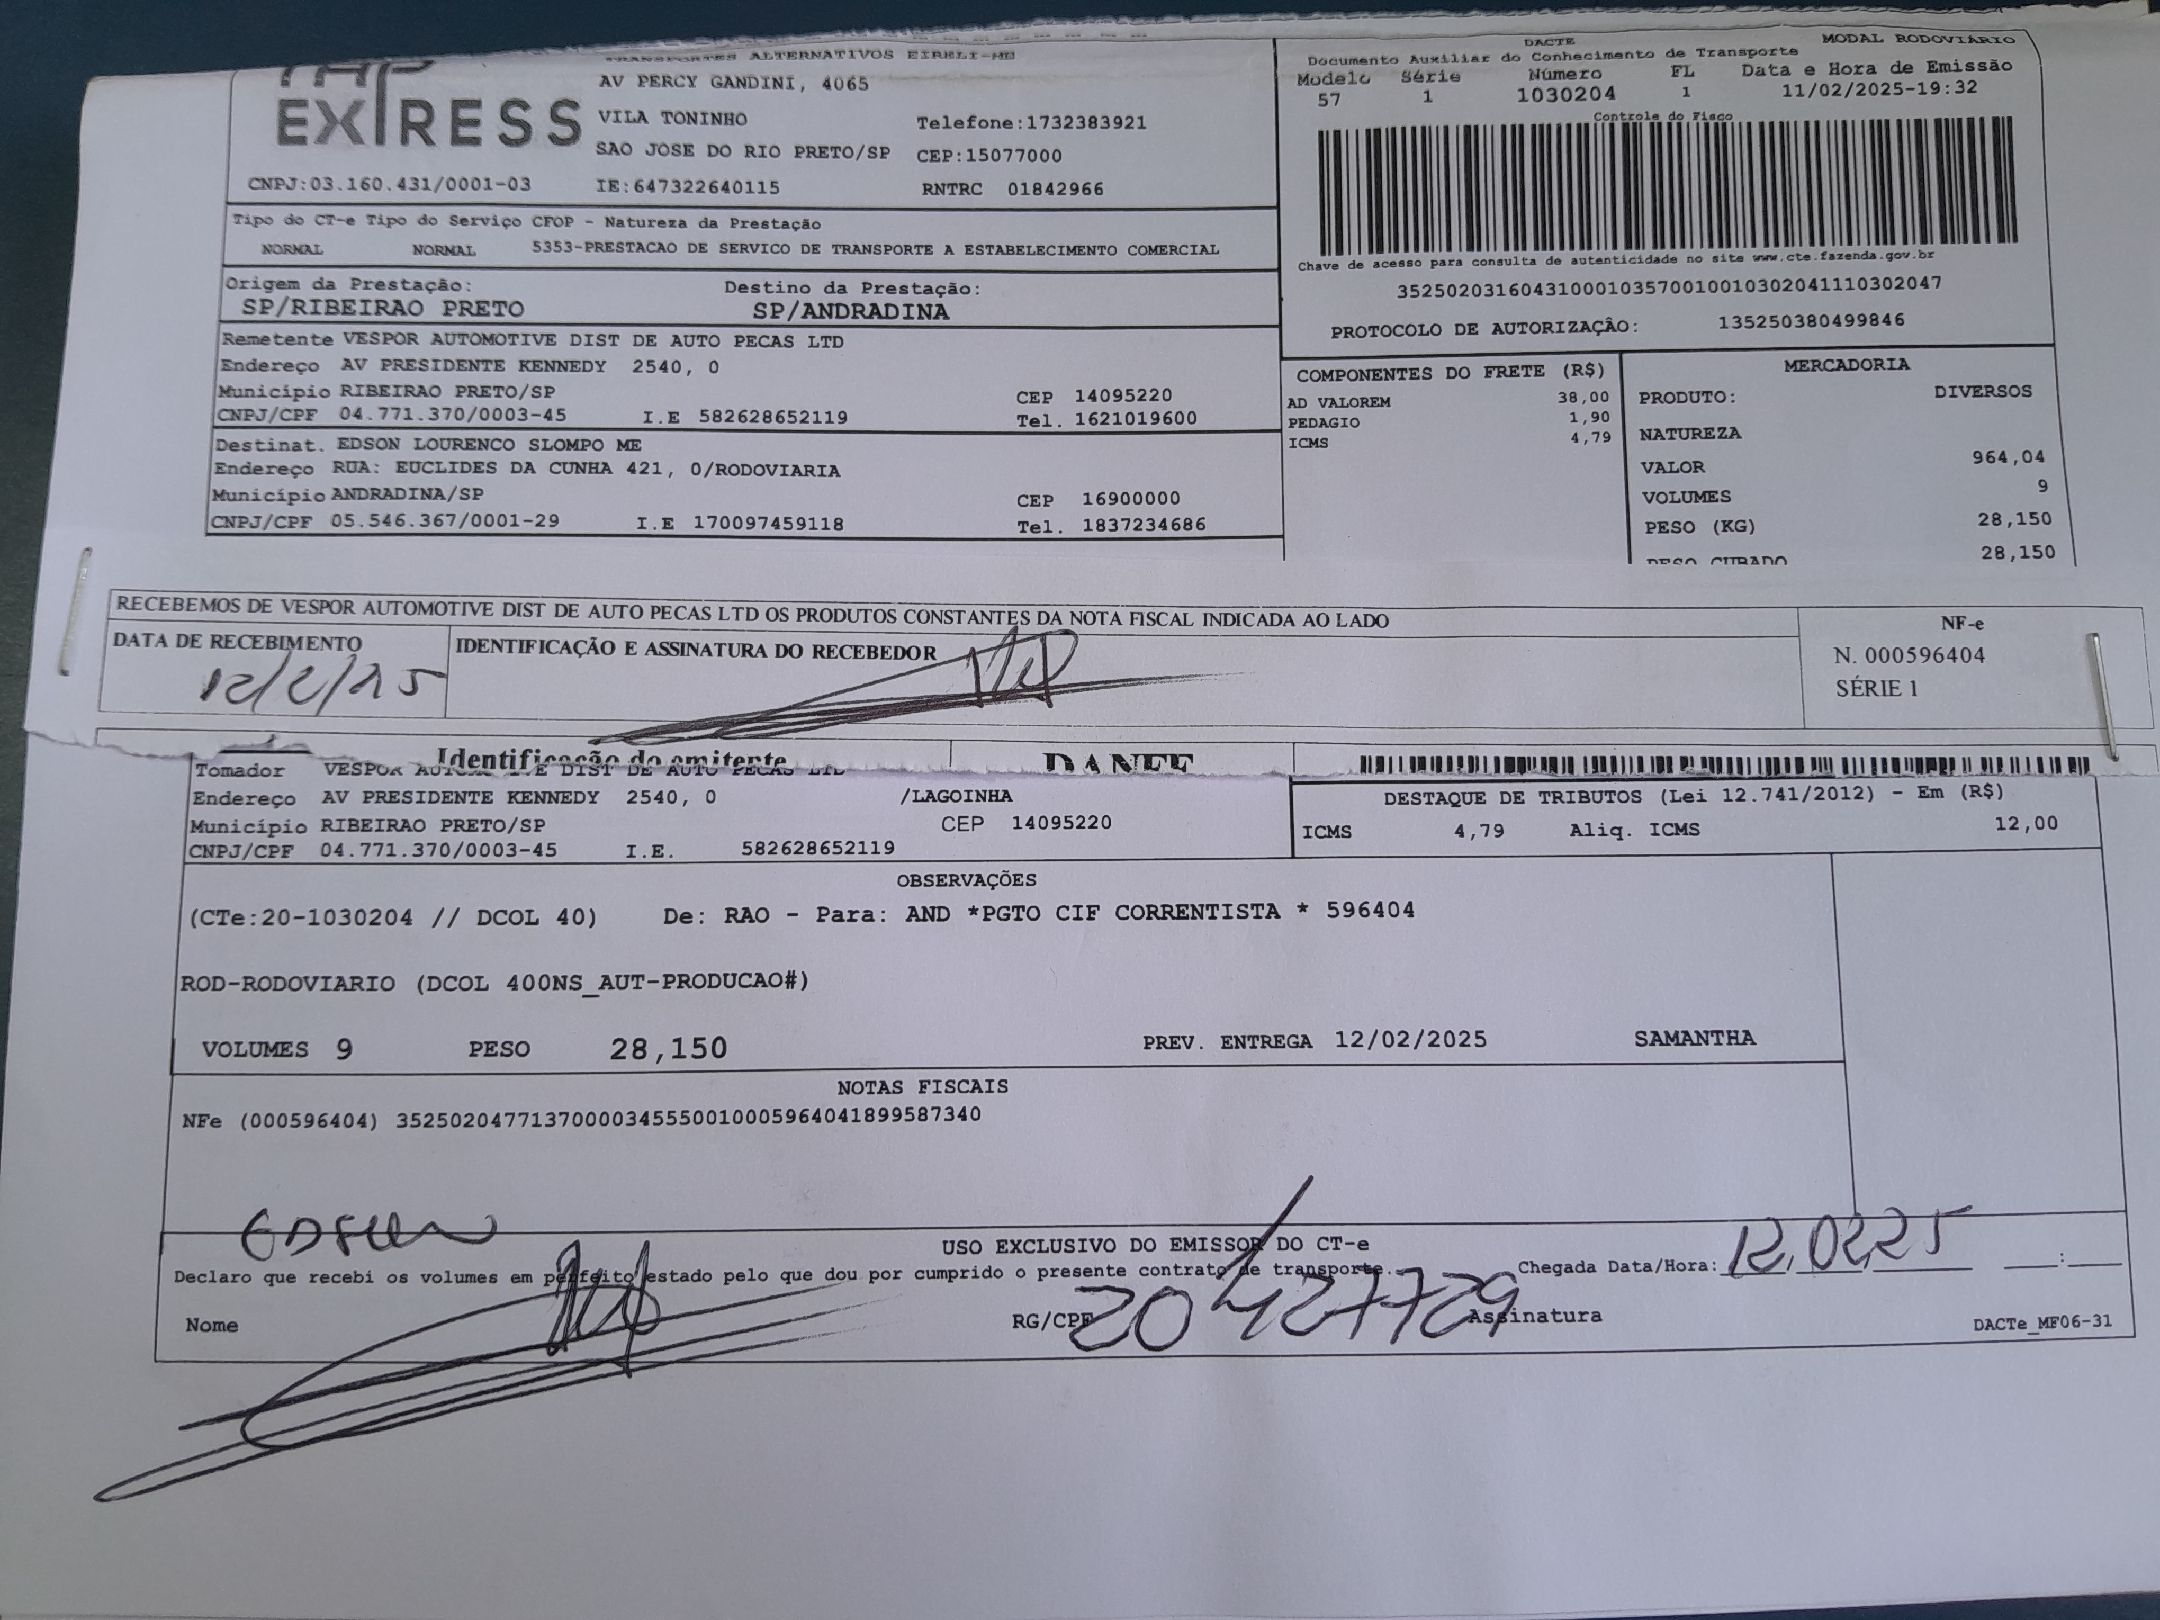 TRANSPORTES ALTERNATIVOS EIRELI-ME
EXPRESS
AV PERCY GANDINI, 4065
VILA TONINHO Telefone:1732383921
SAO JOSE DO RIO PRETO/SP CEP:15077000
CNPJ:03.160.431/0001-03 IE:647322640115 RNTRC 01842966
Tipo do CT-e Tipo do Serviço CFOP - Natureza da Prestação
NORMAL NORMAL 5353-PRESTACAO DE SERVICO DE TRANSPORTE A ESTABELECIMENTO COMERCIAL
Origem da Prestação: Destino da Prestação:
SP/RIBEIRAO PRETO SP/ANDRADINA
Remetente VESPOR AUTOMOTIVE DIST DE AUTO PECAS LTD
Endereço AV PRESIDENTE KENNEDY 2540, 0
Município RIBEIRAO PRETO/SP CEP 14095220
CNPJ/CPF 04.771.370/0003-45 I.E 582628652119 Tel. 1621019600
Destinat. EDSON LOURENCO SLOMPO ME
Endereço RUA: EUCLIDES DA CUNHA 421, 0/RODOVIARIA
Município ANDRADINA/SP CEP 16900000
CNPJ/CPF 05.546.367/0001-29 I.E 170097459118 Tel. 1837234686
DACTE MODAL RODOVIÁRIO
Documento Auxiliar do Conhecimento de Transporte
Modelo Série Número FL Data e Hora de Emissão
57 1 1030204 1 11/02/2025-19:32
Controle do Fisco
Chave de acesso para consulta de autenticidade no site www.cte.fazenda.gov.br
35250203160431000103570010010302041110302047
PROTOCOLO DE AUTORIZAÇÃO: 135250380499846
COMPONENTES DO FRETE (R$)
AD VALOREM 38,00
PEDAGIO 1,90
ICMS 4,79
MERCADORIA
PRODUTO: DIVERSOS
NATUREZA
VALOR 964,04
VOLUMES 9
PESO (KG) 28,150
PESO CUBADO 28,150
RECEBEMOS DE VESPOR AUTOMOTIVE DIST DE AUTO PECAS LTD OS PRODUTOS CONSTANTES DA NOTA FISCAL INDICADA AO LADO
DATA DE RECEBIMENTO IDENTIFICAÇÃO E ASSINATURA DO RECEBEDOR
12/2/25
NF-e
N. 000596404
SÉRIE 1
Identificação do emitente DANFE
Tomador VESPOR AUTOMOTIVE DIST DE AUTO PECAS LTD
Endereço AV PRESIDENTE KENNEDY 2540, 0 /LAGOINHA
Município RIBEIRAO PRETO/SP CEP 14095220
CNPJ/CPF 04.771.370/0003-45 I.E. 582628652119
DESTAQUE DE TRIBUTOS (Lei 12.741/2012) - Em (R$)
ICMS 4,79 Aliq. ICMS 12,00
OBSERVAÇÕES
(CTe:20-1030204 // DCOL 40) De: RAO - Para: AND *PGTO CIF CORRENTISTA * 596404
ROD-RODOVIARIO (DCOL 400NS_AUT-PRODUCAO#)
VOLUMES 9 PESO 28,150 PREV. ENTREGA 12/02/2025 SAMANTHA
NOTAS FISCAIS
NFe (000596404) 35250204771370000345550010005964041899587340
EDSON
USO EXCLUSIVO DO EMISSOR DO CT-e
Declaro que recebi os volumes em perfeito estado pelo que dou por cumprido o presente contrato de transporte. Chegada Data/Hora: 12.02.25 :
Nome RG/CPF 20427729 Assinatura DACTe_MF06-31